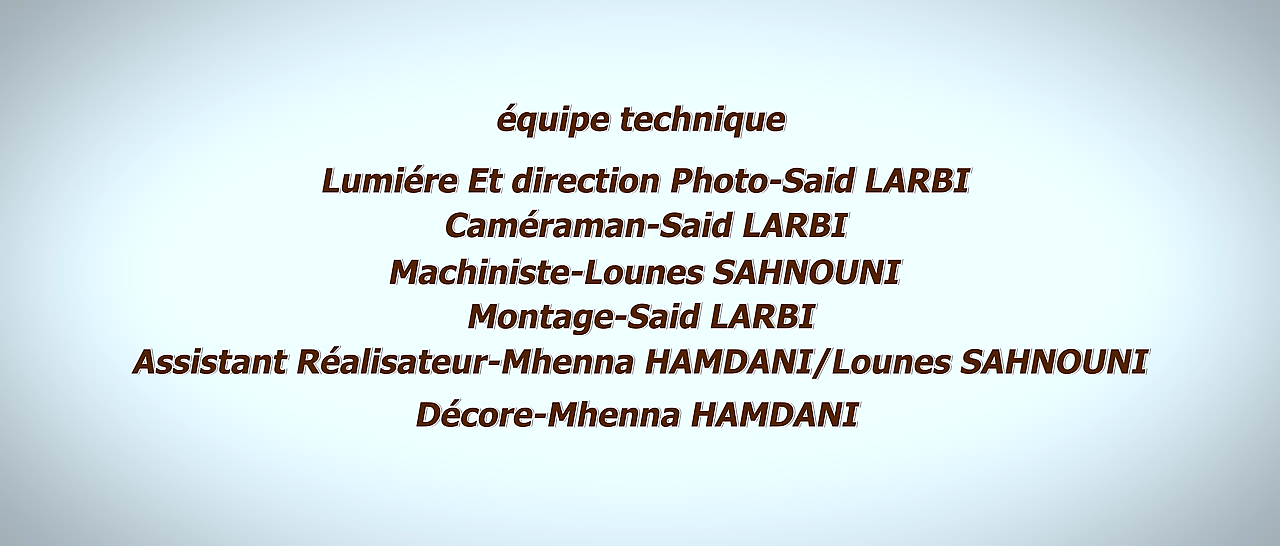 équipe technique
Lumiére Et direction Photo-Said LARBI
Caméraman-Said LARBI
Machiniste-Lounes SAHNOUNI
Montage-Said LARBI
Assistant Réalisateur-Mhenna HAMDANI/Lounes SAHNOUNI
Décore-Mhenna HAMDANI